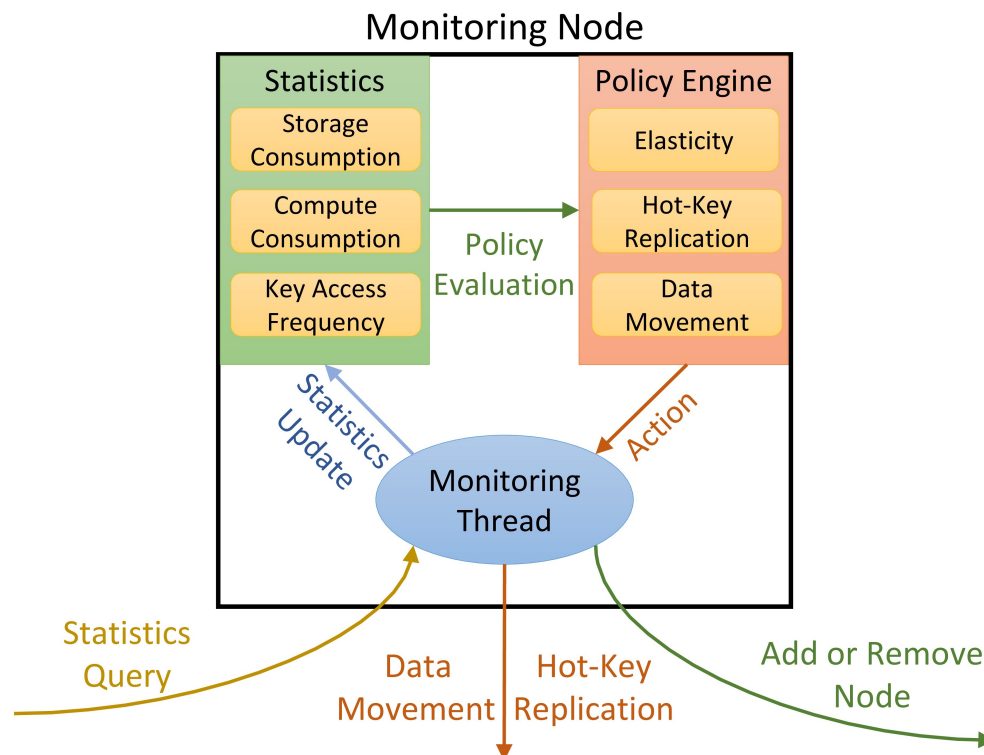 Monitoring Node
Statistics
Storage
Consumption
Compute
Consumption
Key Access
Frequency
Policy
Evaluation
Policy Engine
Elasticity
Hot-Key
Replication
Data
Movement
Statistics
Update
Action
Monitoring
Thread
Statistics
Query
Data
Movement
Hot-Key
Replication
Add or Remove
Node